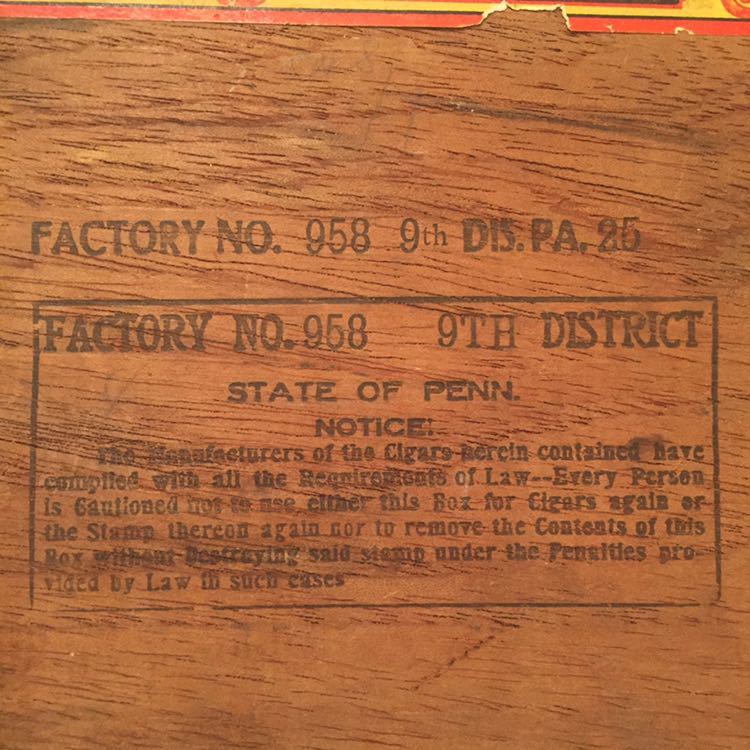 FACTORY NO. 958 9th DIS. PA. 25
FACTORY NO. 958 9TH DISTRICT
STATE OF PENN.
NOTICE!
The Manufacturers of the Cigars herein contained have
complied with all the Requirements of Law--Every Person
is Cautioned not to use either this Box for Cigars again or
the Stamp thereon again nor to remove the Contents of this
Box without Destroying said stamp under the Penalties pro-
vided by Law in such cases